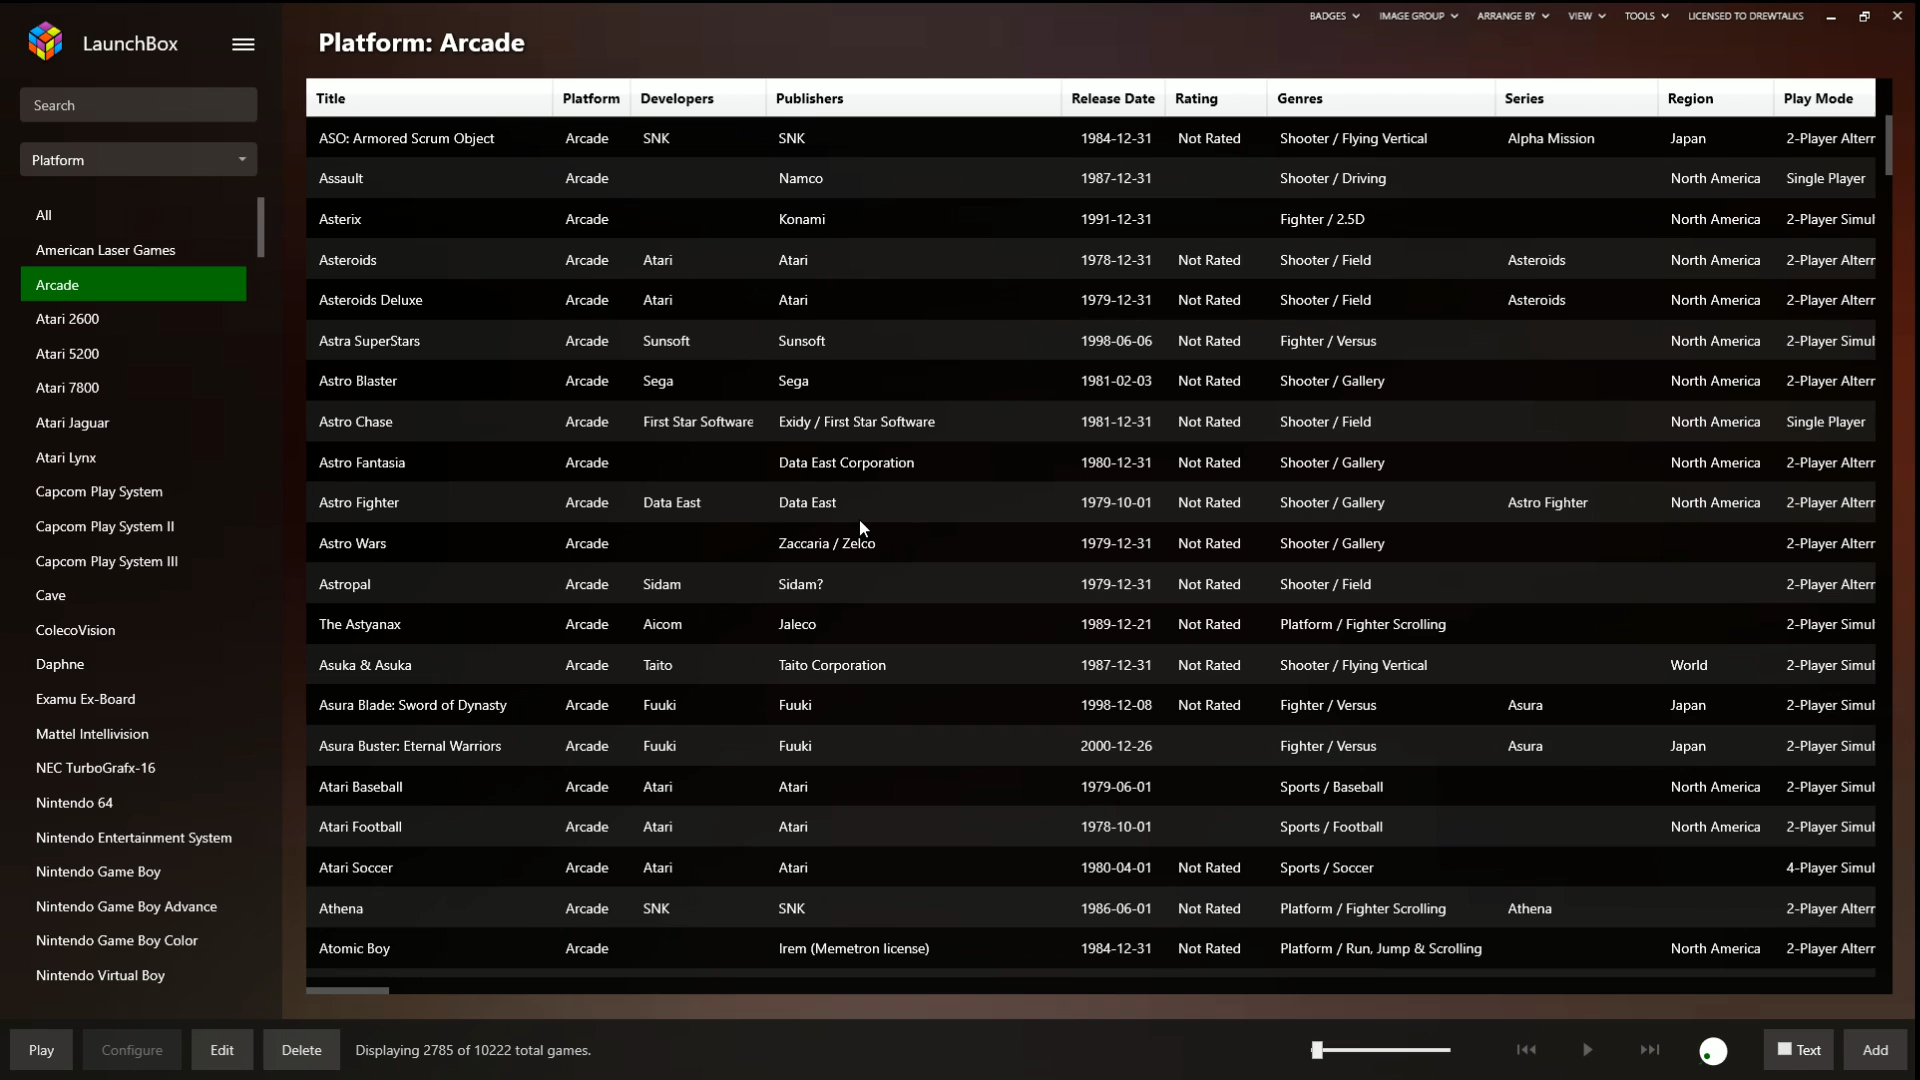 LaunchBox
Platform: Arcade
BADGES IMAGE GROUP ARRANGE BY VIEW TOOLS LICENSED TO DREWTALKS
Search
Platform
All
American Laser Games
Arcade
Atari 2600
Atari 5200
Atari 7800
Atari Jaguar
Atari Lynx
Capcom Play System
Capcom Play System II
Capcom Play System III
Cave
ColecoVision
Daphne
Examu Ex-Board
Mattel Intellivision
NEC TurboGrafx-16
Nintendo 64
Nintendo Entertainment System
Nintendo Game Boy
Nintendo Game Boy Advance
Nintendo Game Boy Color
Nintendo Virtual Boy
Title Platform Developers Publishers Release Date Rating Genres Series Region Play Mode
ASO: Armored Scrum Object Arcade SNK SNK 1984-12-31 Not Rated Shooter / Flying Vertical Alpha Mission Japan 2-Player Altern
Assault Arcade Namco 1987-12-31 Shooter / Driving North America Single Player
Asterix Arcade Konami 1991-12-31 Fighter / 2.5D North America 2-Player Simul
Asteroids Arcade Atari Atari 1978-12-31 Not Rated Shooter / Field Asteroids North America 2-Player Altern
Asteroids Deluxe Arcade Atari Atari 1979-12-31 Not Rated Shooter / Field Asteroids North America 2-Player Altern
Astra SuperStars Arcade Sunsoft Sunsoft 1998-06-06 Not Rated Fighter / Versus North America 2-Player Simul
Astro Blaster Arcade Sega Sega 1981-02-03 Not Rated Shooter / Gallery North America 2-Player Altern
Astro Chase Arcade First Star Software Exidy / First Star Software 1981-12-31 Not Rated Shooter / Field North America Single Player
Astro Fantasia Arcade Data East Corporation 1980-12-31 Not Rated Shooter / Gallery North America 2-Player Altern
Astro Fighter Arcade Data East Data East 1979-10-01 Not Rated Shooter / Gallery Astro Fighter North America 2-Player Altern
Astro Wars Arcade Zaccaria / Zelco 1979-12-31 Not Rated Shooter / Gallery 2-Player Altern
Astropal Arcade Sidam Sidam? 1979-12-31 Not Rated Shooter / Field 2-Player Altern
The Astyanax Arcade Aicom Jaleco 1989-12-21 Not Rated Platform / Fighter Scrolling 2-Player Simul
Asuka & Asuka Arcade Taito Taito Corporation 1987-12-31 Not Rated Shooter / Flying Vertical World 2-Player Simul
Asura Blade: Sword of Dynasty Arcade Fuuki Fuuki 1998-12-08 Not Rated Fighter / Versus Asura Japan 2-Player Simul
Asura Buster: Eternal Warriors Arcade Fuuki Fuuki 2000-12-26 Fighter / Versus Asura Japan 2-Player Simul
Atari Baseball Arcade Atari Atari 1979-06-01 Sports / Baseball North America 2-Player Simul
Atari Football Arcade Atari Atari 1978-10-01 Sports / Football North America 2-Player Simul
Atari Soccer Arcade Atari Atari 1980-04-01 Not Rated Sports / Soccer 4-Player Simul
Athena Arcade SNK SNK 1986-06-01 Not Rated Platform / Fighter Scrolling Athena 2-Player Altern
Atomic Boy Arcade Irem (Memetron license) 1984-12-31 Not Rated Platform / Run, Jump & Scrolling North America 2-Player Altern
Play Configure Edit Delete Displaying 2785 of 10222 total games. Text Add